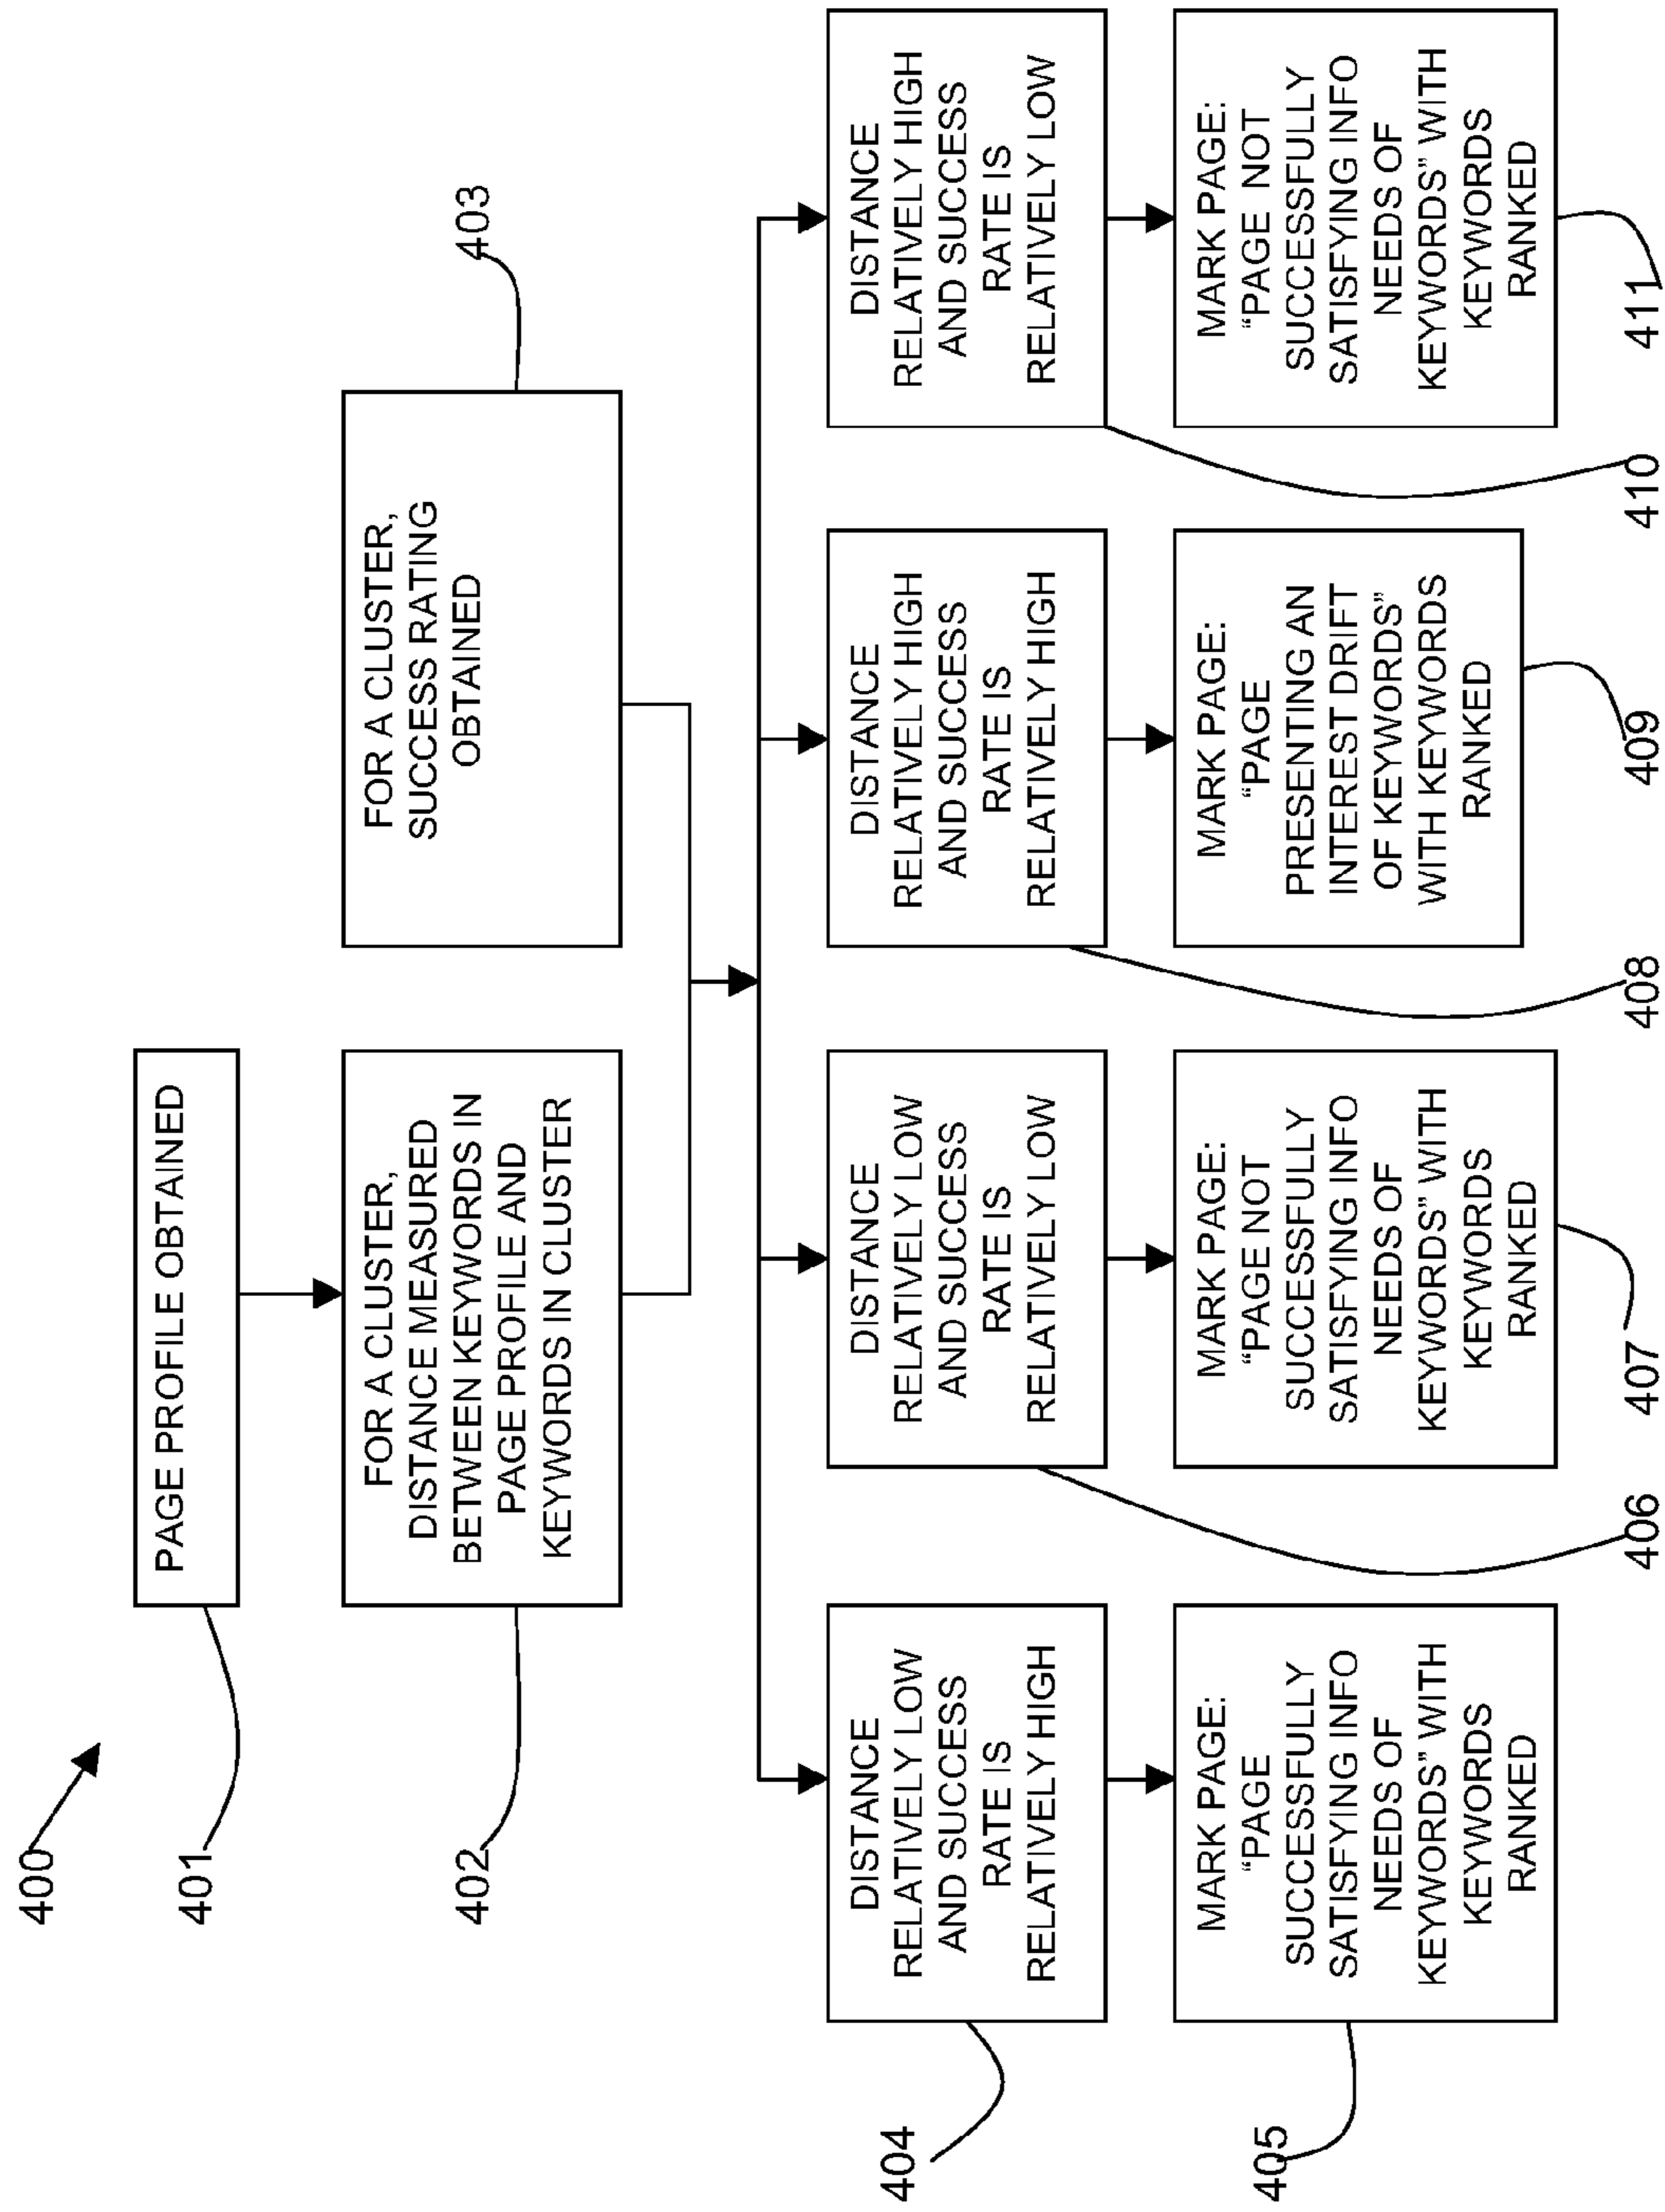 400
401
PAGE PROFILE OBTAINED
402
FOR A CLUSTER,
DISTANCE MEASURED
BETWEEN KEYWORDS IN
PAGE PROFILE AND
KEYWORDS IN CLUSTER
403
FOR A CLUSTER,
SUCCESS RATING
OBTAINED
404
DISTANCE
RELATIVELY LOW
AND SUCCESS
RATE IS
RELATIVELY HIGH
406
DISTANCE
RELATIVELY LOW
AND SUCCESS
RATE IS
RELATIVELY LOW
408
DISTANCE
RELATIVELY HIGH
AND SUCCESS
RATE IS
RELATIVELY HIGH
410
DISTANCE
RELATIVELY HIGH
AND SUCCESS
RATE IS
RELATIVELY LOW
405
MARK PAGE:
“PAGE
SUCCESSFULLY
SATISFYING INFO
NEEDS OF
KEYWORDS” WITH
KEYWORDS
RANKED
407
MARK PAGE:
“PAGE NOT
SUCCESSFULLY
SATISFYING INFO
NEEDS OF
KEYWORDS” WITH
KEYWORDS
RANKED
409
MARK PAGE:
“PAGE
PRESENTING AN
INTEREST DRIFT
OF KEYWORDS”
WITH KEYWORDS
RANKED
411
MARK PAGE:
“PAGE NOT
SUCCESSFULLY
SATISFYING INFO
NEEDS OF
KEYWORDS” WITH
KEYWORDS
RANKED